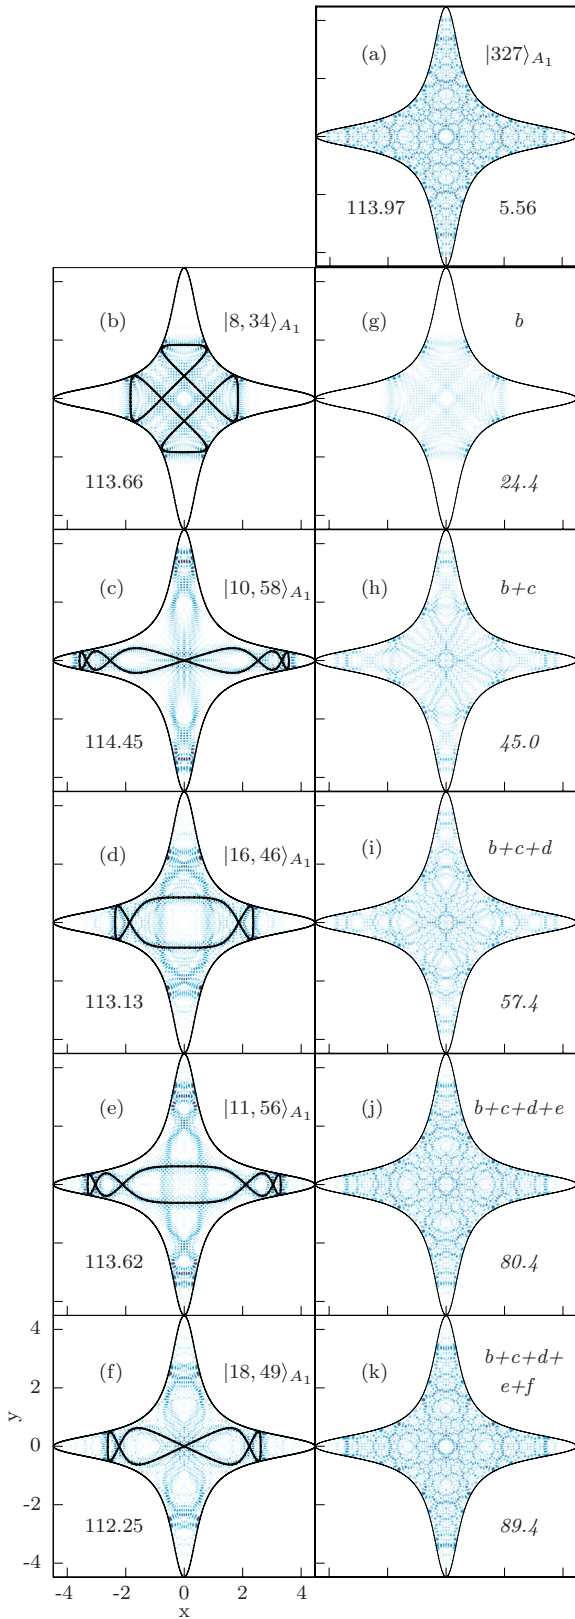 (a) |327⟩A₁
113.97 5.56
(b) |8, 34⟩A₁ (g) b
113.66 24.4
(c) |10, 58⟩A₁ (h) b+c
114.45 45.0
(d) |16, 46⟩A₁ (i) b+c+d
113.13 57.4
(e) |11, 56⟩A₁ (j) b+c+d+e
113.62 80.4
4
(f) |18, 49⟩A₁ (k) b+c+d+
2 e+f
y
0
-2
112.25 89.4
-4
-4 -2 0 2 4
x